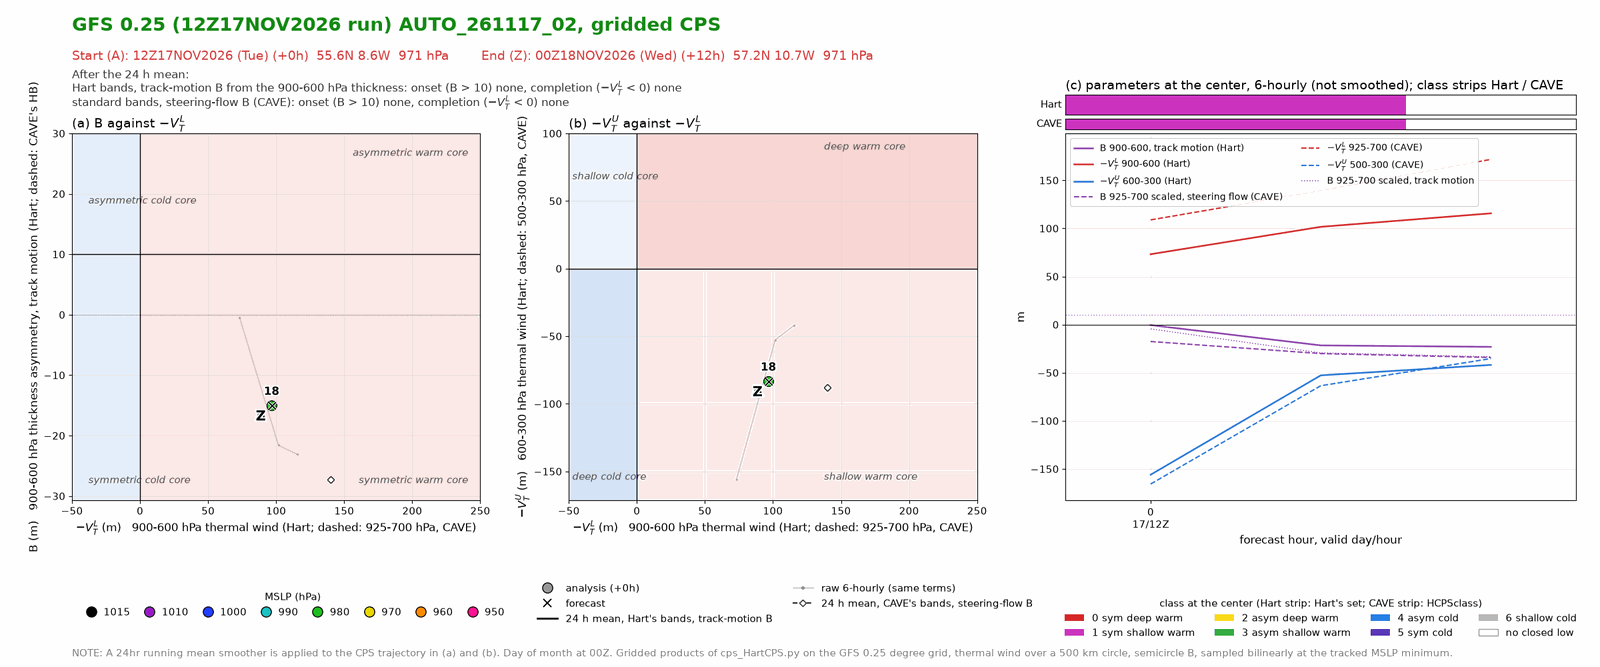 GFS 0.25 (12Z17NOV2026 run) AUTO_261117_02, gridded CPS
Start (A): 12Z17NOV2026 (Tue) (+0h)  55.6N 8.6W  971 hPa        End (Z): 00Z18NOV2026 (Wed) (+12h)  57.2N 10.7W  971 hPa
After the 24 h mean:
Hart bands, track-motion B from the 900-600 hPa thickness: onset (B > 10) none, completion (−V_T^L < 0) none
standard bands, steering-flow B (CAVE): onset (B > 10) none, completion (−V_T^L < 0) none
(a) B against −V_T^L
asymmetric warm core
asymmetric cold core
symmetric cold core
symmetric warm core
18
Z
30
20
10
0
−10
−20
−30
−50
0
50
100
150
200
250
B (m)   900-600 hPa thickness asymmetry, track motion (Hart; dashed: CAVE's HB)
−V_T^L (m)   900-600 hPa thermal wind (Hart; dashed: 925-700 hPa, CAVE)
(b) −V_T^U against −V_T^L
deep warm core
shallow cold core
deep cold core
shallow warm core
18
Z
100
50
0
−50
−100
−150
−50
0
50
100
150
200
250
−V_T^U (m)   600-300 hPa thermal wind (Hart; dashed: 500-300 hPa, CAVE)
−V_T^L (m)   900-600 hPa thermal wind (Hart; dashed: 925-700 hPa, CAVE)
(c) parameters at the center, 6-hourly (not smoothed); class strips Hart / CAVE
Hart
CAVE
B 900-600, track motion (Hart)
−V_T^L 900-600 (Hart)
−V_T^U 600-300 (Hart)
B 925-700 scaled, steering flow (CAVE)
−V_T^L 925-700 (CAVE)
−V_T^U 500-300 (CAVE)
B 925-700 scaled, track motion
150
100
50
0
−50
−100
−150
m
0
17/12Z
forecast hour, valid day/hour
MSLP (hPa)
1015 1010 1000 990 980 970 960 950
analysis (+0h)
forecast
24 h mean, Hart's bands, track-motion B
raw 6-hourly (same terms)
24 h mean, CAVE's bands, steering-flow B
class at the center (Hart strip: Hart's set; CAVE strip: HCPSclass)
0 sym deep warm
1 sym shallow warm
2 asym deep warm
3 asym shallow warm
4 asym cold
5 sym cold
6 shallow cold
no closed low
NOTE: A 24hr running mean smoother is applied to the CPS trajectory in (a) and (b). Day of month at 00Z. Gridded products of cps_HartCPS.py on the GFS 0.25 degree grid, thermal wind over a 500 km circle, semicircle B, sampled bilinearly at the tracked MSLP minimum.